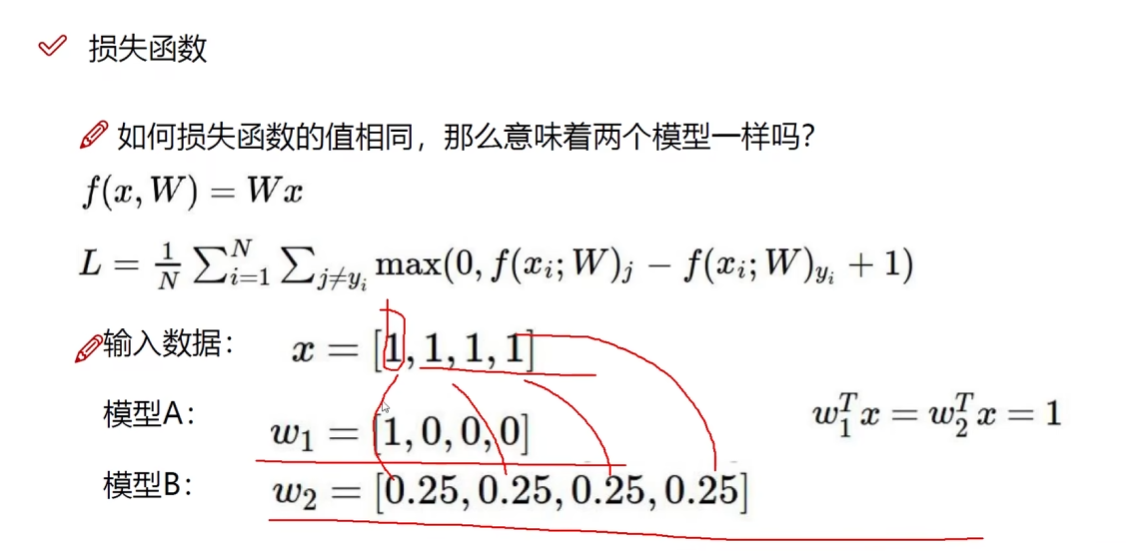 损失函数
如何损失函数的值相同，那么意味着两个模型一样吗？
f(x, W) = Wx
L = \frac{1}{N} \sum_{i=1}^{N} \sum_{j \neq y_i} \max(0, f(x_i; W)_j - f(x_i; W)_{y_i} + 1)
输入数据： x = [1, 1, 1, 1]
模型A： w_1 = [1, 0, 0, 0]
w_1^T x = w_2^T x = 1
模型B： w_2 = [0.25, 0.25, 0.25, 0.25]